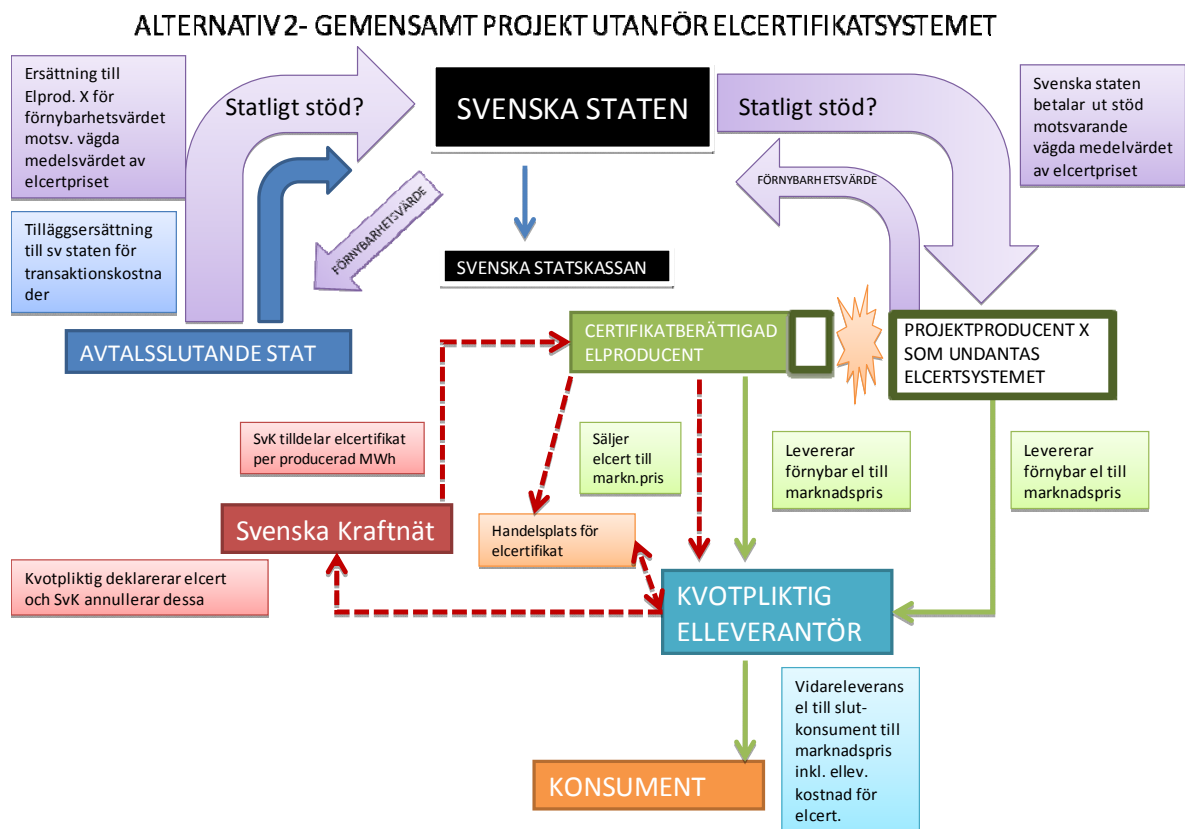 ALTERNATIV 2- GEMENSAMT PROJEKT UTANFÖR ELCERTIFIKATSYSTEMET
Ersättning till
Elprod. X för
förnybarhetsvärdet
motsv. vägda
medelsvärdet av
elcertpriset
Statligt stöd?
SVENSKA STATEN
Statligt stöd?
Svenska staten
betalar ut stöd
motsvarande
vägda medelvärdet
av elcertpriset
FÖRNYBARHETSVÄRDE
FÖRNYBARHETSVÄRDE
Tilläggsersättning
till sv staten för
transaktionskostna
der
SVENSKA STATSKASSAN
AVTALSSLUTANDE STAT
CERTIFIKATBERÄTTIGAD
ELPRODUCENT
PROJEKTPRODUCENT X
SOM UNDANTAS
ELCERTSYSTEMET
SvK tilldelar elcertifikat
per producerad MWh
Säljer
elcert till
markn.pris
Levererar
förnybar el till
marknadspris
Levererar
förnybar el till
marknadspris
Svenska Kraftnät
Handelsplats för
elcertifikat
Kvotpliktig deklarerar elcert
och SvK annullerar dessa
KVOTPLIKTIG
ELLEVERANTÖR
Vidareleverans
el till slut-
konsument till
marknadspris
inkl. ellev.
kostnad för
elcert.
KONSUMENT